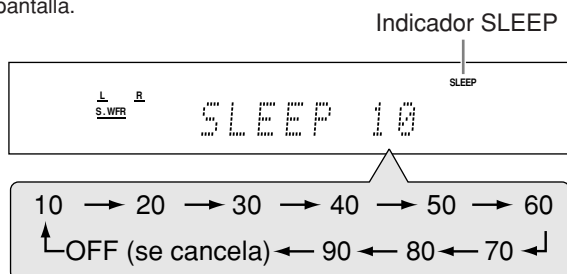 pantalla.
Indicador SLEEP
SLEEP
L R
S.WFR
SLEEP 10
10 → 20 → 30 → 40 → 50 → 60
OFF (se cancela) ← 90 ← 80 ← 70